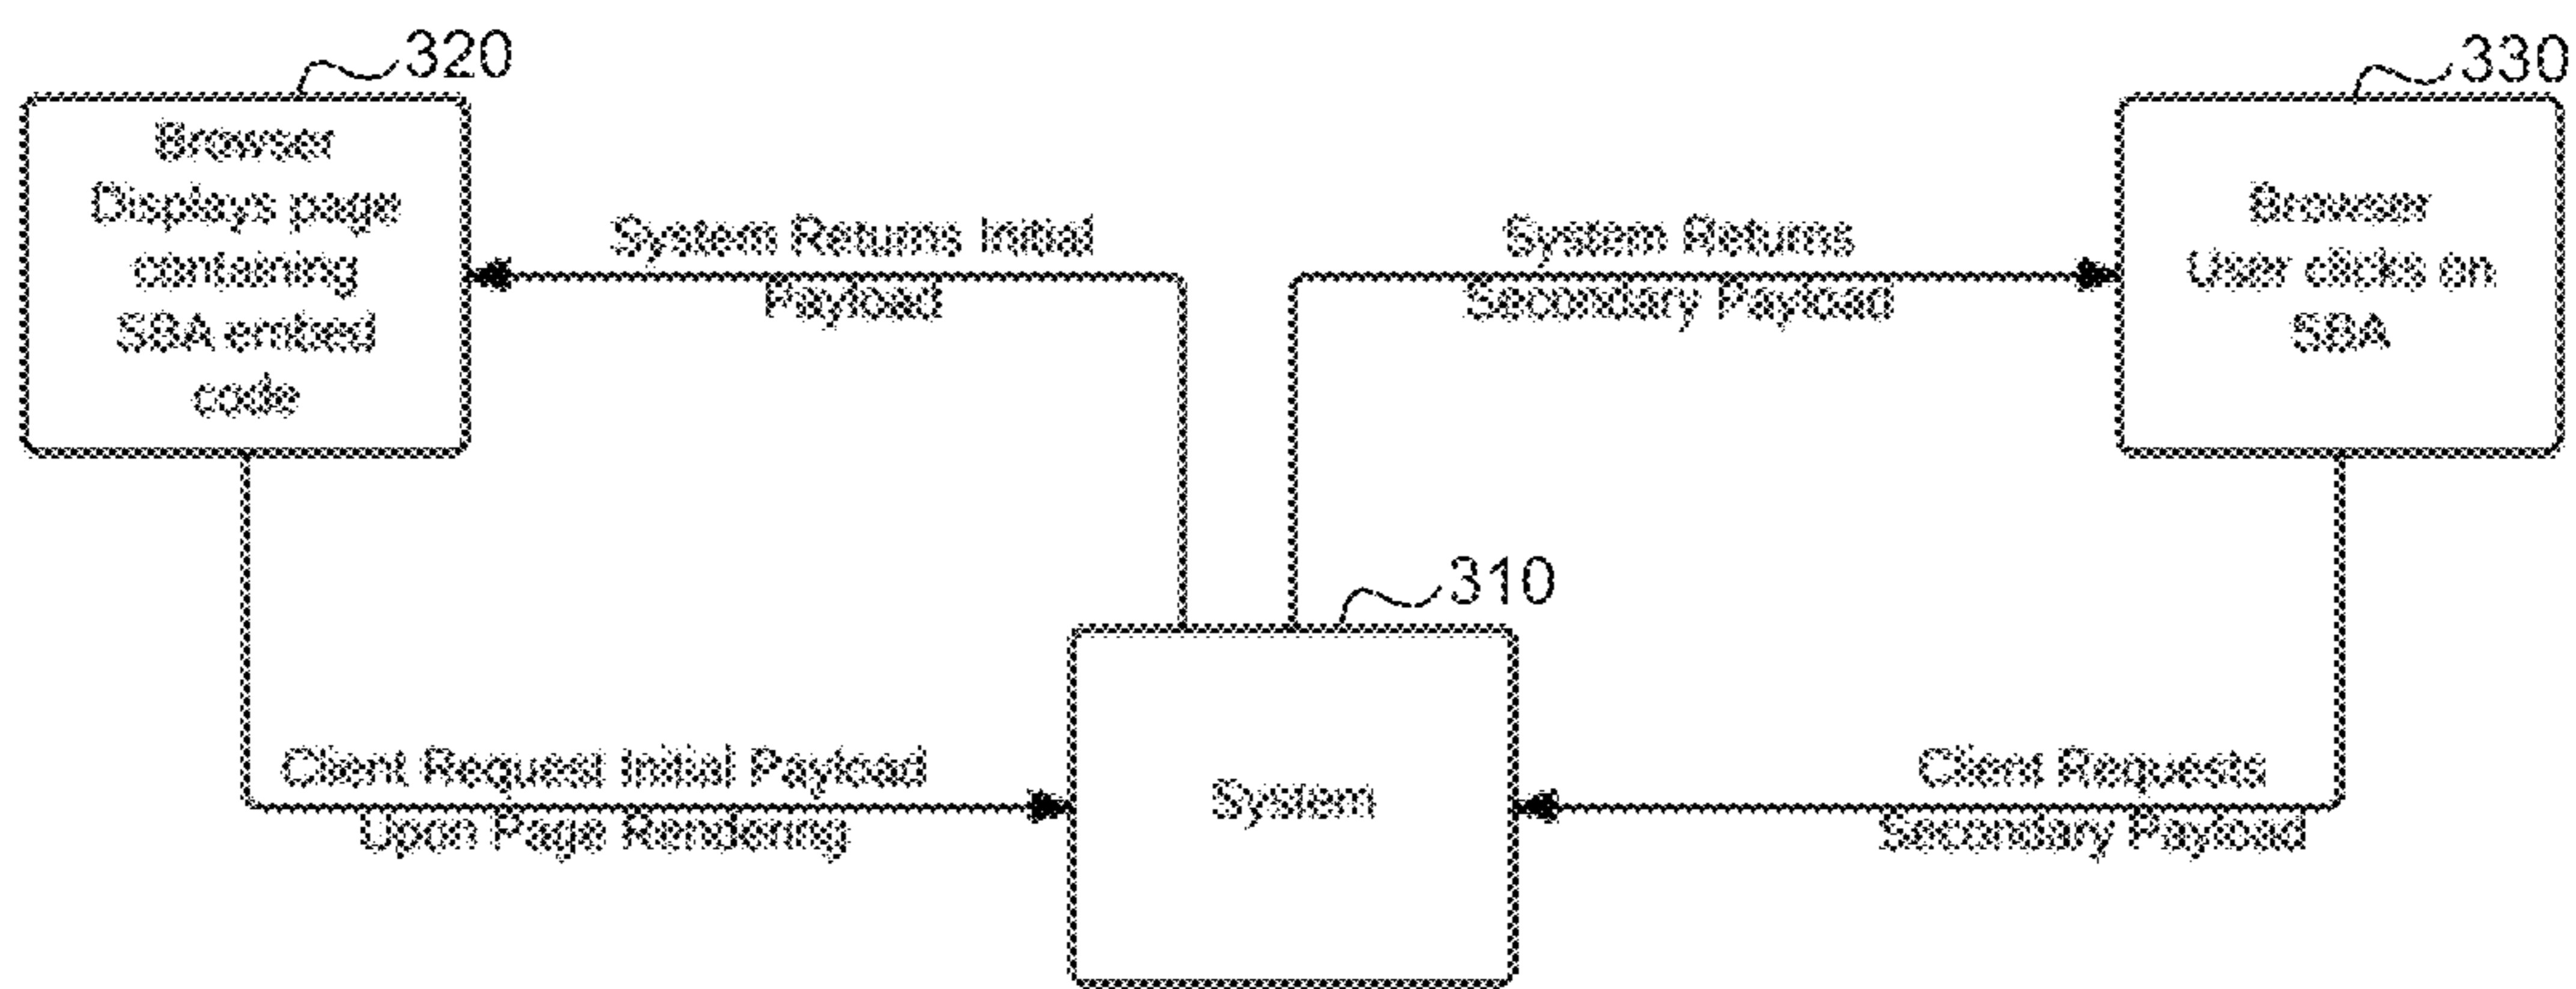 320
330
Browser
Displays page
containing
SBA embed
code
System Returns Initial
Payload
System Returns
Secondary Payload
Browser
User clicks on
SBA
310
Client Request Initial Payload
Upon Page Rendering
System
Client Requests
Secondary Payload